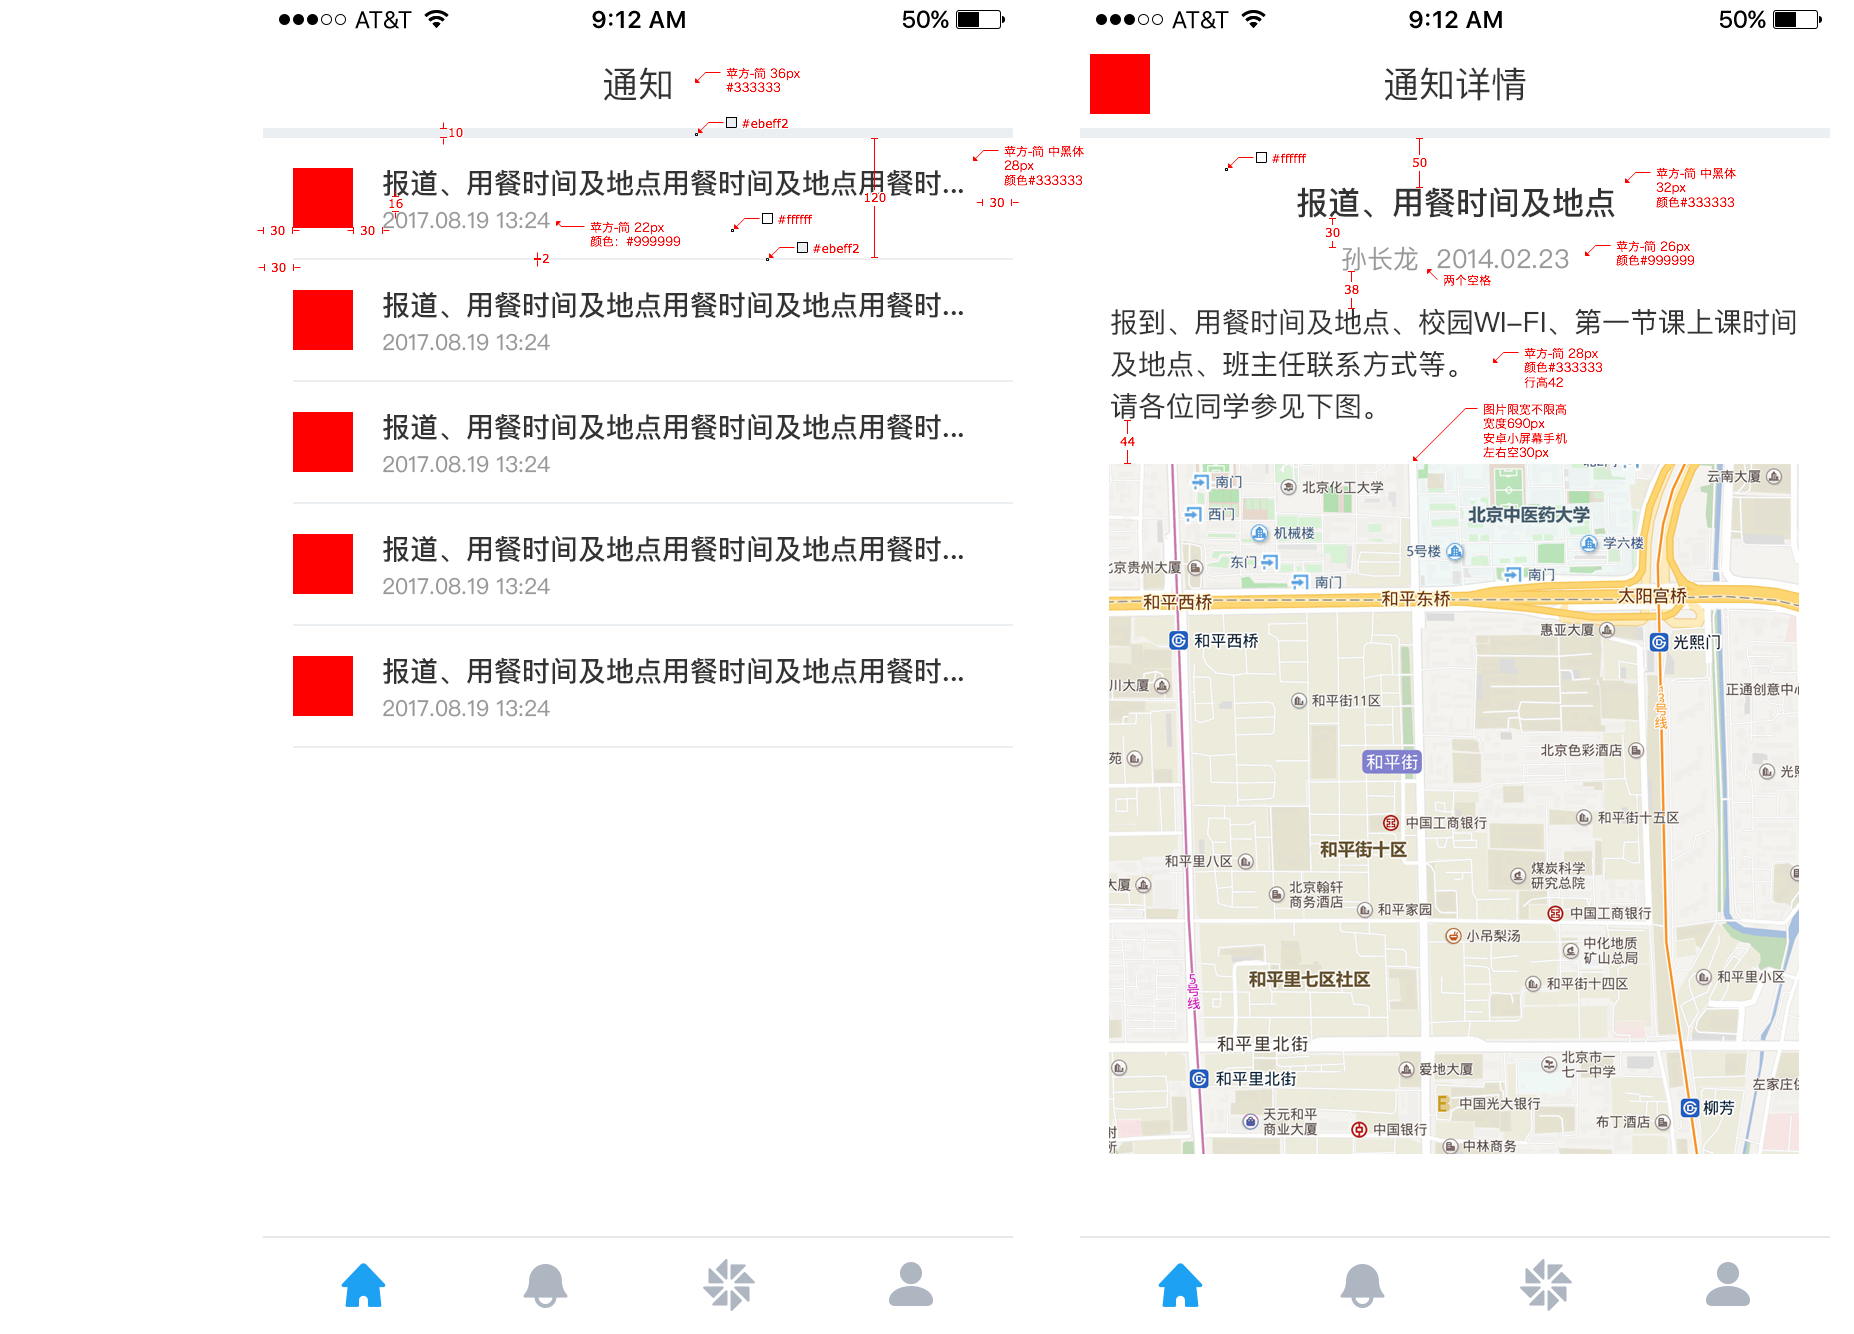 AT&T
9:12 AM
50%
通知
苹方-简 36px
#333333
#ebeff2
10
苹方-简 中黑体
28px
颜色#333333
报道、用餐时间及地点用餐时间及地点用餐时...
120
16
30
2017.08.19 13:24
苹方-简 22px
颜色：#999999
#ffffff
30
30
#ebeff2
2
30
报道、用餐时间及地点用餐时间及地点用餐时...
2017.08.19 13:24
报道、用餐时间及地点用餐时间及地点用餐时...
2017.08.19 13:24
报道、用餐时间及地点用餐时间及地点用餐时...
2017.08.19 13:24
报道、用餐时间及地点用餐时间及地点用餐时...
2017.08.19 13:24
AT&T
9:12 AM
50%
通知详情
50
#ffffff
苹方-简 中黑体
32px
颜色#333333
报道、用餐时间及地点
30
孙长龙 2014.02.23
苹方-简 26px
颜色#999999
两个空格
38
报到、用餐时间及地点、校园WI-FI、第一节课上课时间
及地点、班主任联系方式等。
苹方-简 28px
颜色#333333
行高42
请各位同学参见下图。
图片限宽不限高
宽度690px
安卓小屏幕手机
左右空30px
44
南门
北京化工大学
云南大厦
西门
北京中医药大学
机械楼
5号楼
学六楼
东门
南门
南门
北京贵州大厦
和平西桥
和平东桥
太阳宫桥
惠亚大厦
和平西桥
光熙门
川大厦
和平街11区
正通创意中心
13号线
北京色彩酒店
苑
和平街
光熙
中国工商银行
和平街十五区
和平街十区
和平里八区
煤炭科学
研究总院
大厦
北京翰轩
商务酒店
和平家园
中国工商银行
小吊梨汤
中化地质
矿山总局
和平里七区社区
和平街十四区
和平里小区
5号线
和平里北街
和平里北街
爱地大厦
北京市一
七一中学
左家庄
中国光大银行
柳芳
天元和平
商业大厦
中国银行
布丁酒店
中林商务
时
新